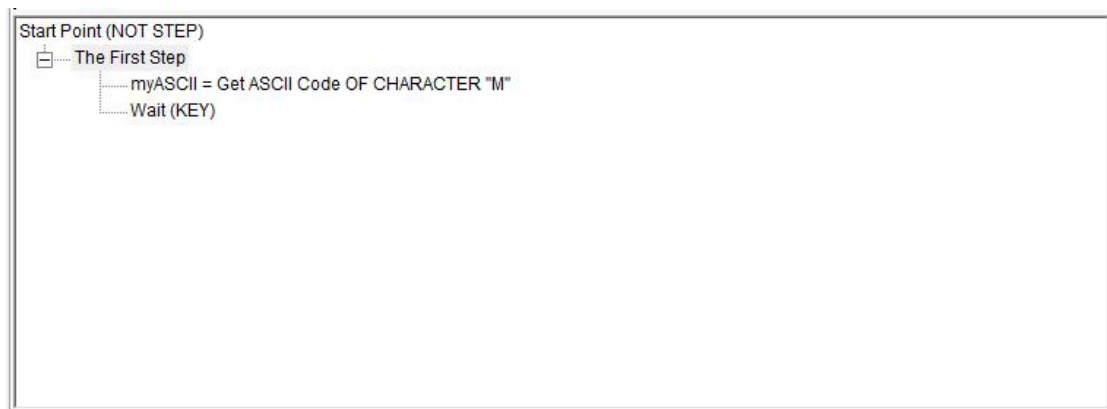 Start Point (NOT STEP)
The First Step
myASCII = Get ASCII Code OF CHARACTER "M"
Wait (KEY)